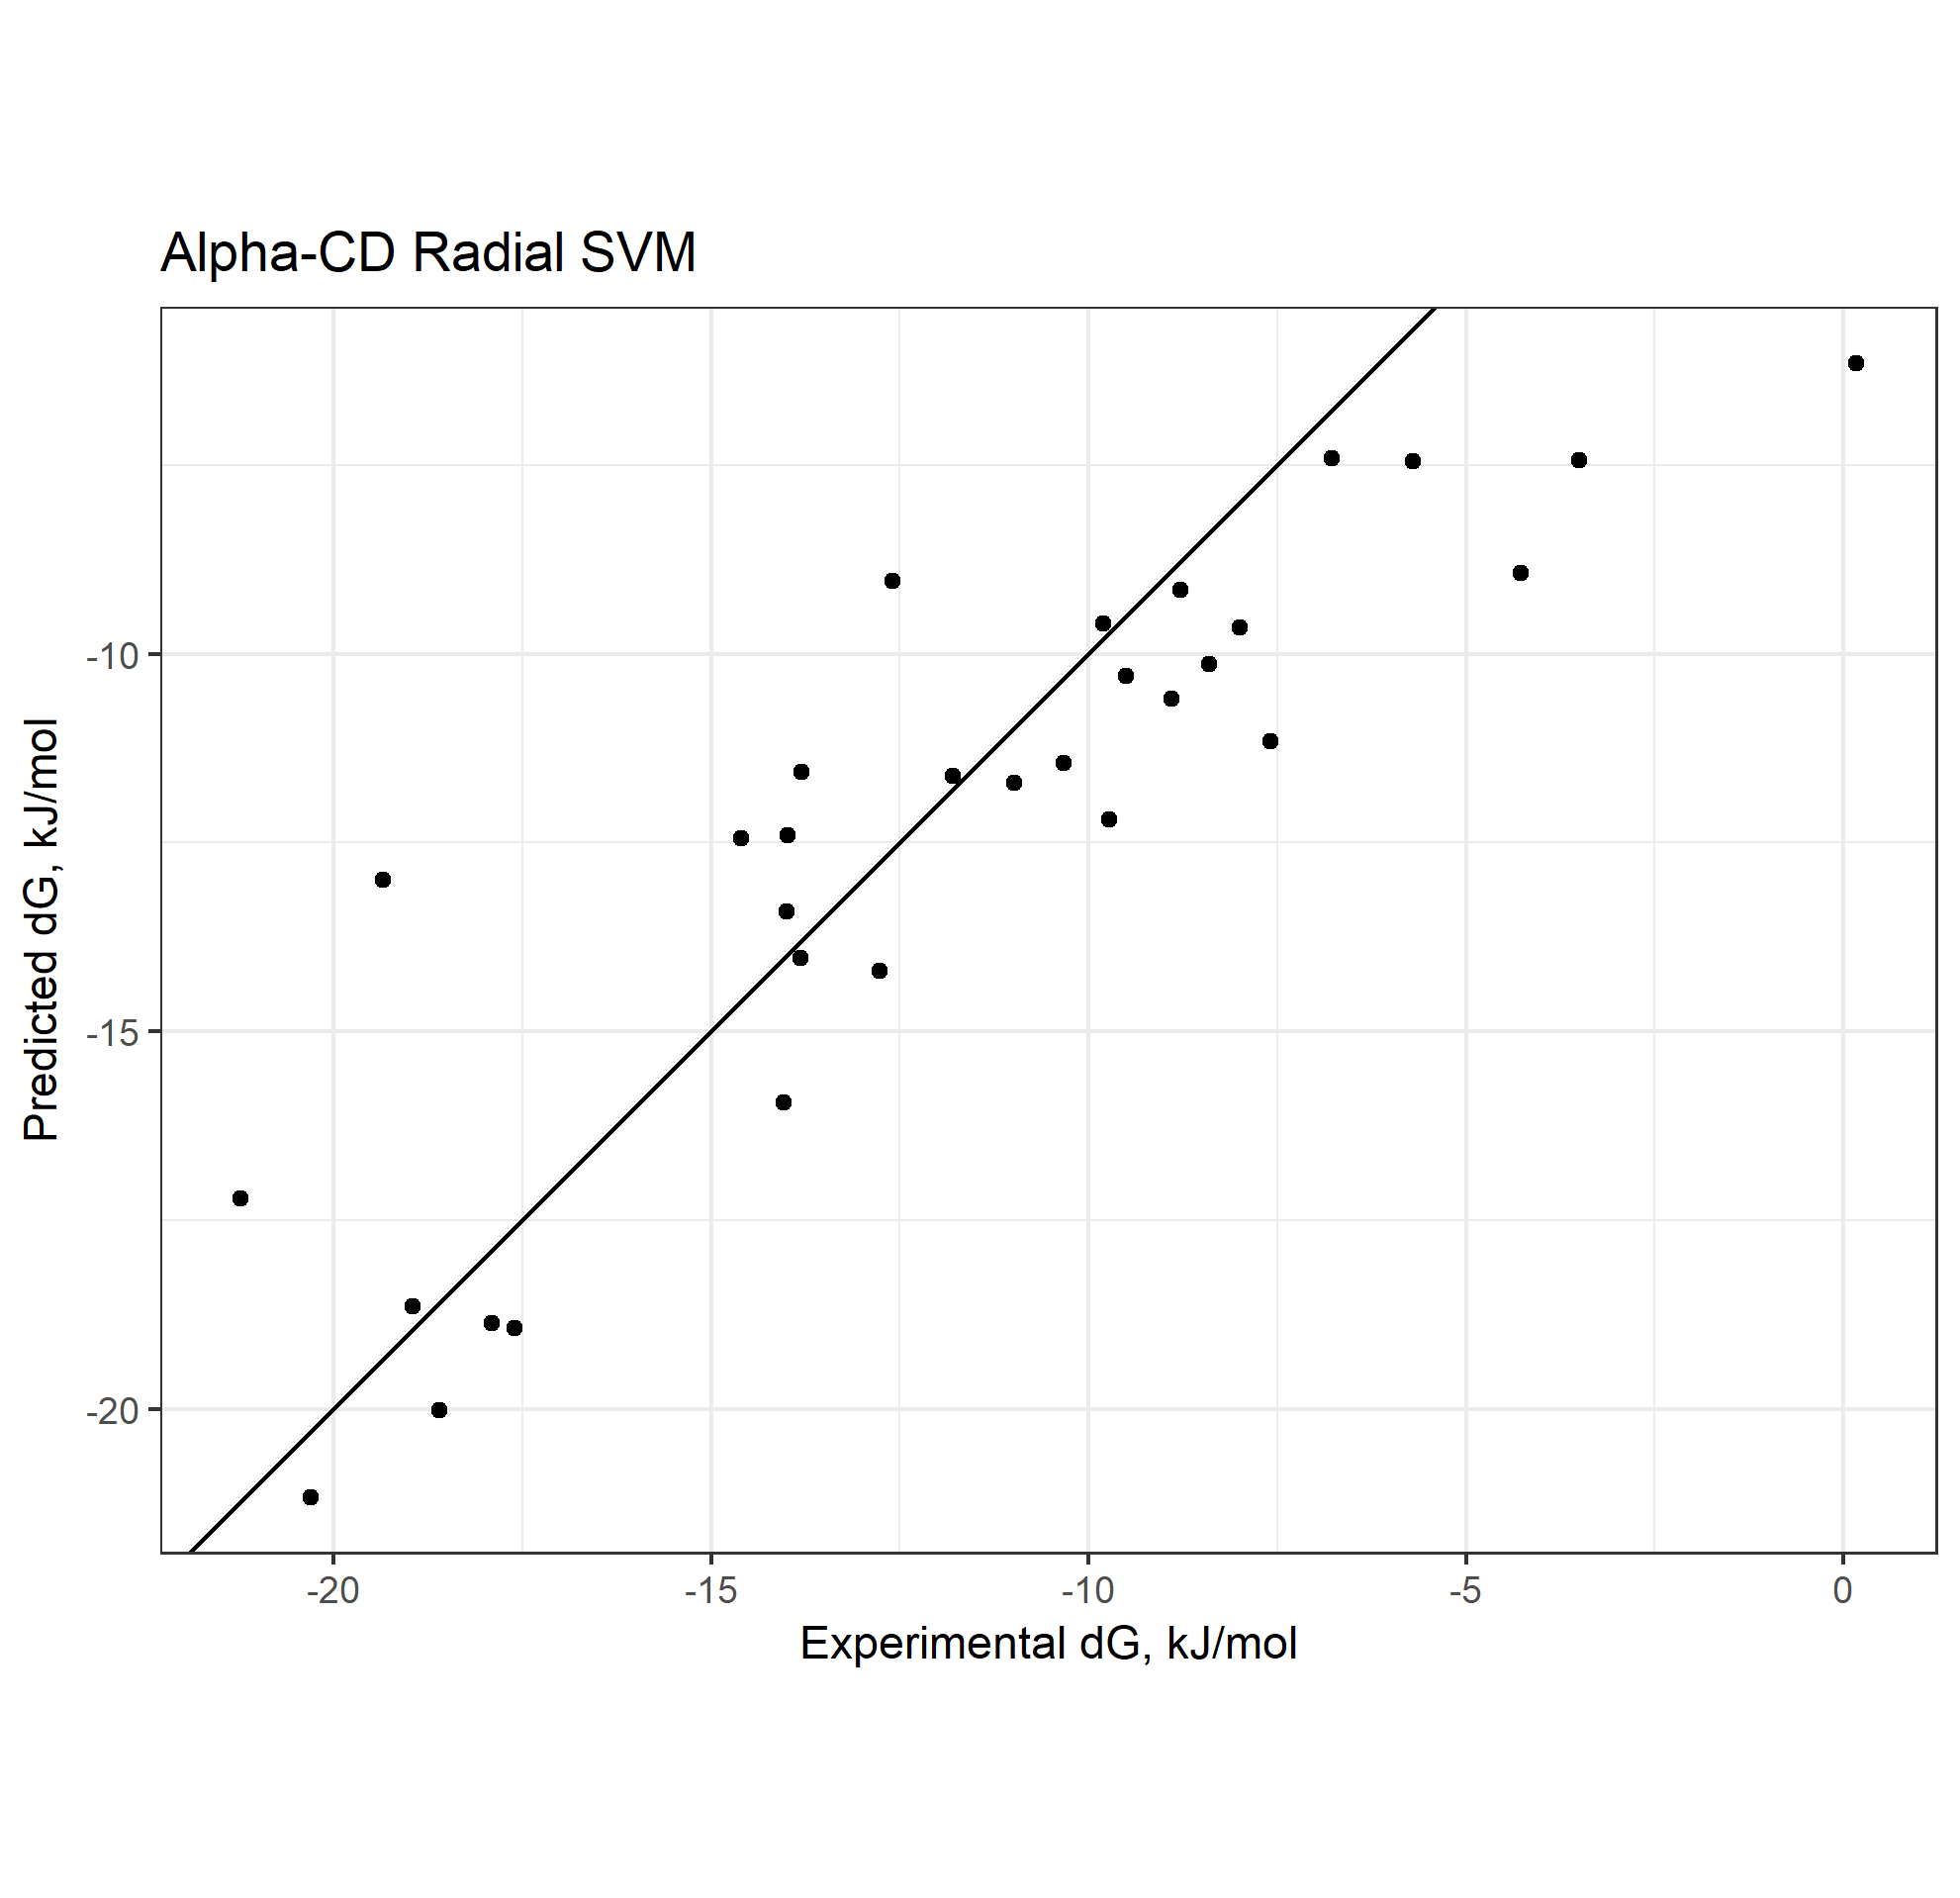 Alpha-CD Radial SVM
Predicted dG, kJ/mol
-10
-15
-20
-20 -15 -10 -5 0
Experimental dG, kJ/mol